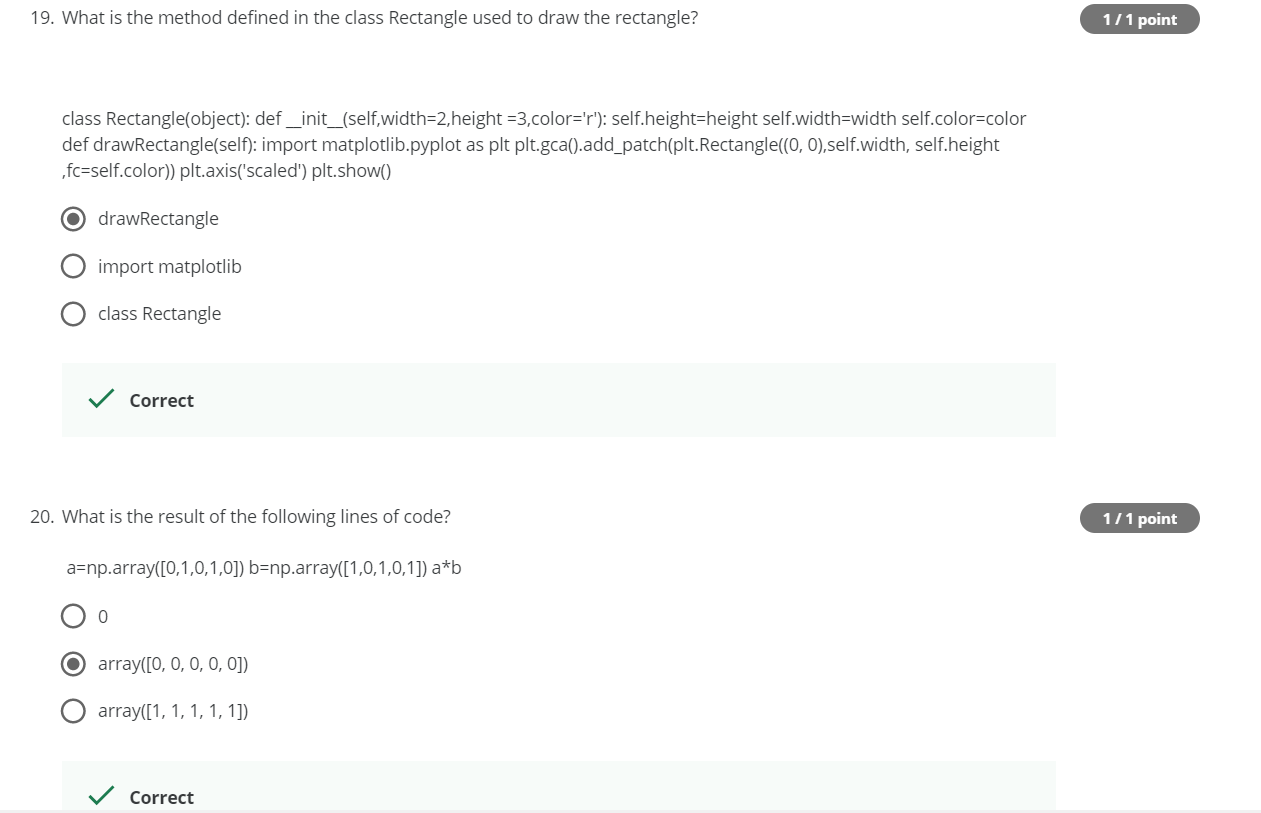 19. What is the method defined in the class Rectangle used to draw the rectangle?
1 / 1 point
class Rectangle(object): def __init__(self,width=2,height =3,color='r'): self.height=height self.width=width self.color=color
def drawRectangle(self): import matplotlib.pyplot as plt plt.gca().add_patch(plt.Rectangle((0, 0),self.width, self.height
,fc=self.color)) plt.axis('scaled') plt.show()
drawRectangle
import matplotlib
class Rectangle
Correct
20. What is the result of the following lines of code?
1 / 1 point
a=np.array([0,1,0,1,0]) b=np.array([1,0,1,0,1]) a*b
0
array([0, 0, 0, 0, 0])
array([1, 1, 1, 1, 1])
Correct